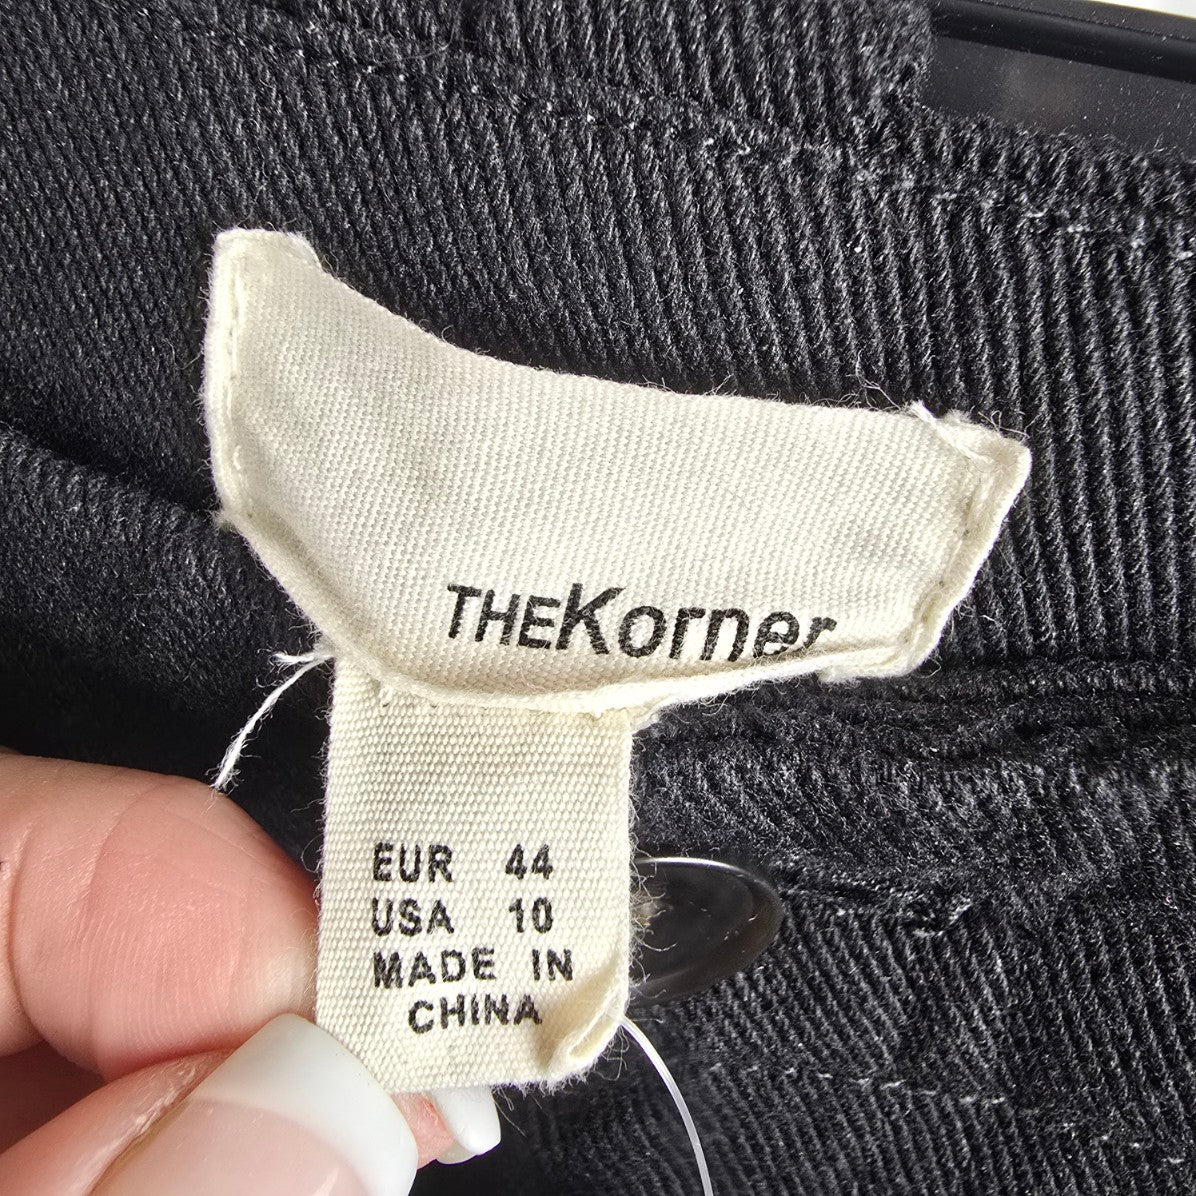 THEKorner
EUR 44
USA 10
MADE IN
CHINA